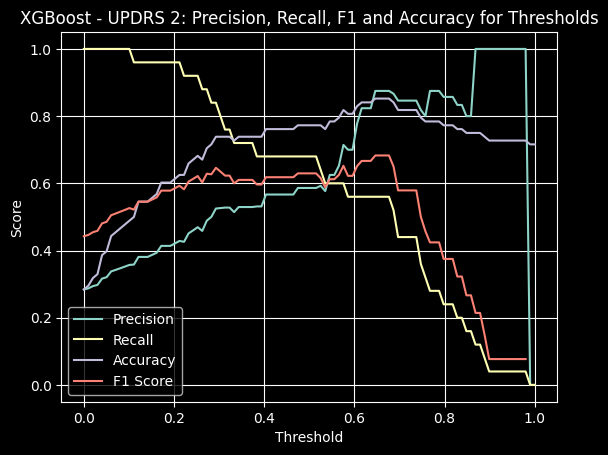 XGBoost - UPDRS 2: Precision, Recall, F1 and Accuracy for Thresholds
1.0
0.8
0.6
0.4
0.2
0.0
Score
Precision
Recall
Accuracy
F1 Score
0.0 0.2 0.4 0.6 0.8 1.0
Threshold